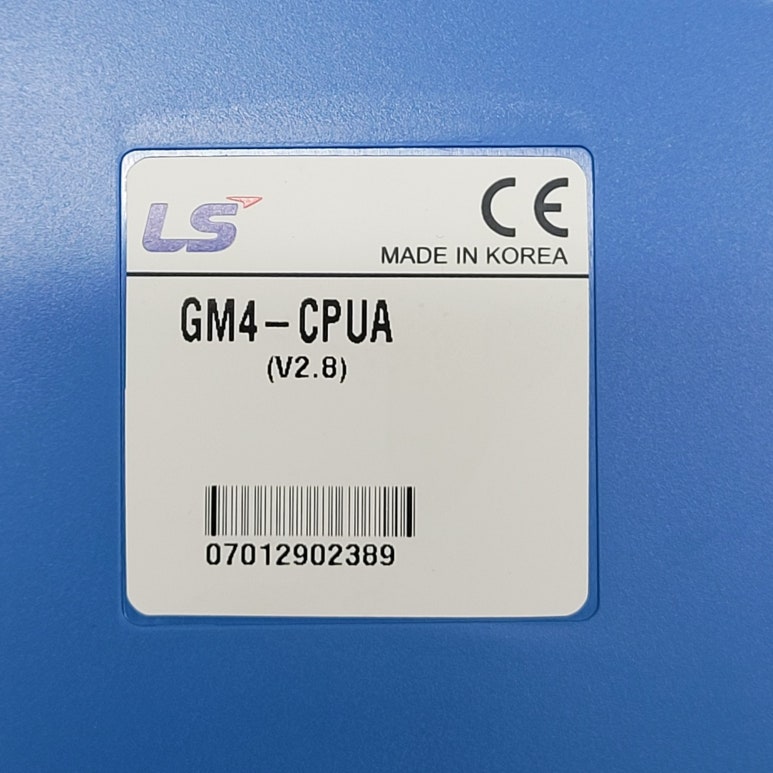 LS
CE
MADE IN KOREA
GM4-CPUA
(V2.8)
07012902389